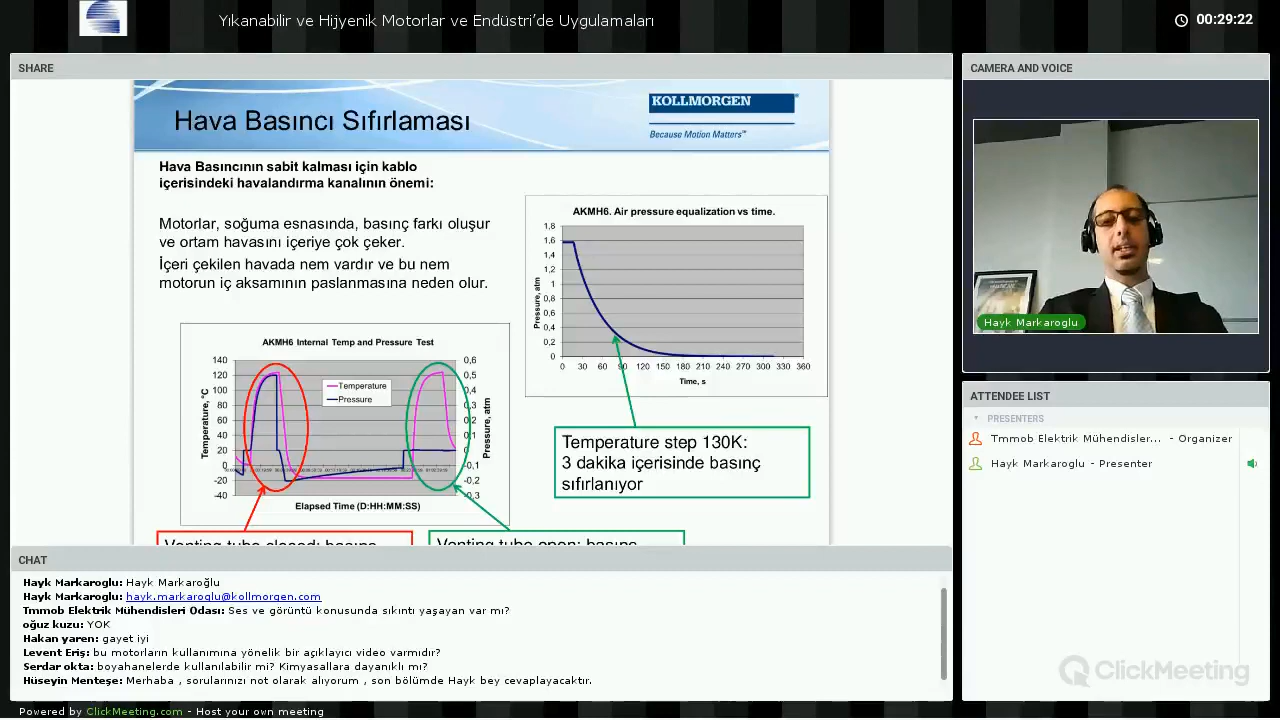 Yıkanabilir ve Hijyenik Motorlar ve Endüstri'de Uygulamaları
00:29:22
SHARE
Hava Basıncı Sıfırlaması
KOLLMORGEN
Because Motion Matters™
Hava Basıncının sabit kalması için kablo
içerisindeki havalandırma kanalının önemi:
Motorlar, soğuma esnasında, basınç farkı oluşur
ve ortam havasını içeriye çok çeker.
İçeri çekilen havada nem vardır ve bu nem
motorun iç aksamının paslanmasına neden olur.
AKMH6. Air pressure equalization vs time.
Pressure, atm
1,8
1,6
1,4
1,2
1
0,8
0,6
0,4
0,2
0
0 30 60 90 120 150 180 210 240 270 300 330 360
Time, s
AKMH6 Internal Temp and Pressure Test
Temperature, °C
140
120
100
80
60
40
20
0
-20
-40
Temperature
Pressure
0,6
0,5
0,4
0,3
0,2
0,1
0
-0,1
-0,2
-0,3
Pressure, atm
Elapsed Time (D:HH:MM:SS)
Temperature step 130K:
3 dakika içerisinde basınç
sıfırlanıyor
Venting tube closed: basınç
Venting tube open: basınç
CAMERA AND VOICE
Hayk Markaroglu
ATTENDEE LIST
PRESENTERS
Tmmob Elektrik Mühendisler... - Organizer
Hayk Markaroglu - Presenter
CHAT
Hayk Markaroglu: Hayk Markaroğlu
Hayk Markaroglu: hayk.markaroglu@kollmorgen.com
Tmmob Elektrik Mühendisleri Odası: Ses ve görüntü konusunda sıkıntı yaşayan var mı?
oğuz kuzu: YOK
Hakan yaren: gayet iyi
Levent Eriş: bu motorların kullanımına yönelik bir açıklayıcı video varmıdır?
Serdar okta: boyahanelerde kullanılabilir mi? Kimyasallara dayanıklı mı?
Hüseyin Menteşe: Merhaba , sorularınızı not olarak alıyorum , son bölümde Hayk bey cevaplayacaktır.
ClickMeeting
Powered by ClickMeeting.com - Host your own meeting